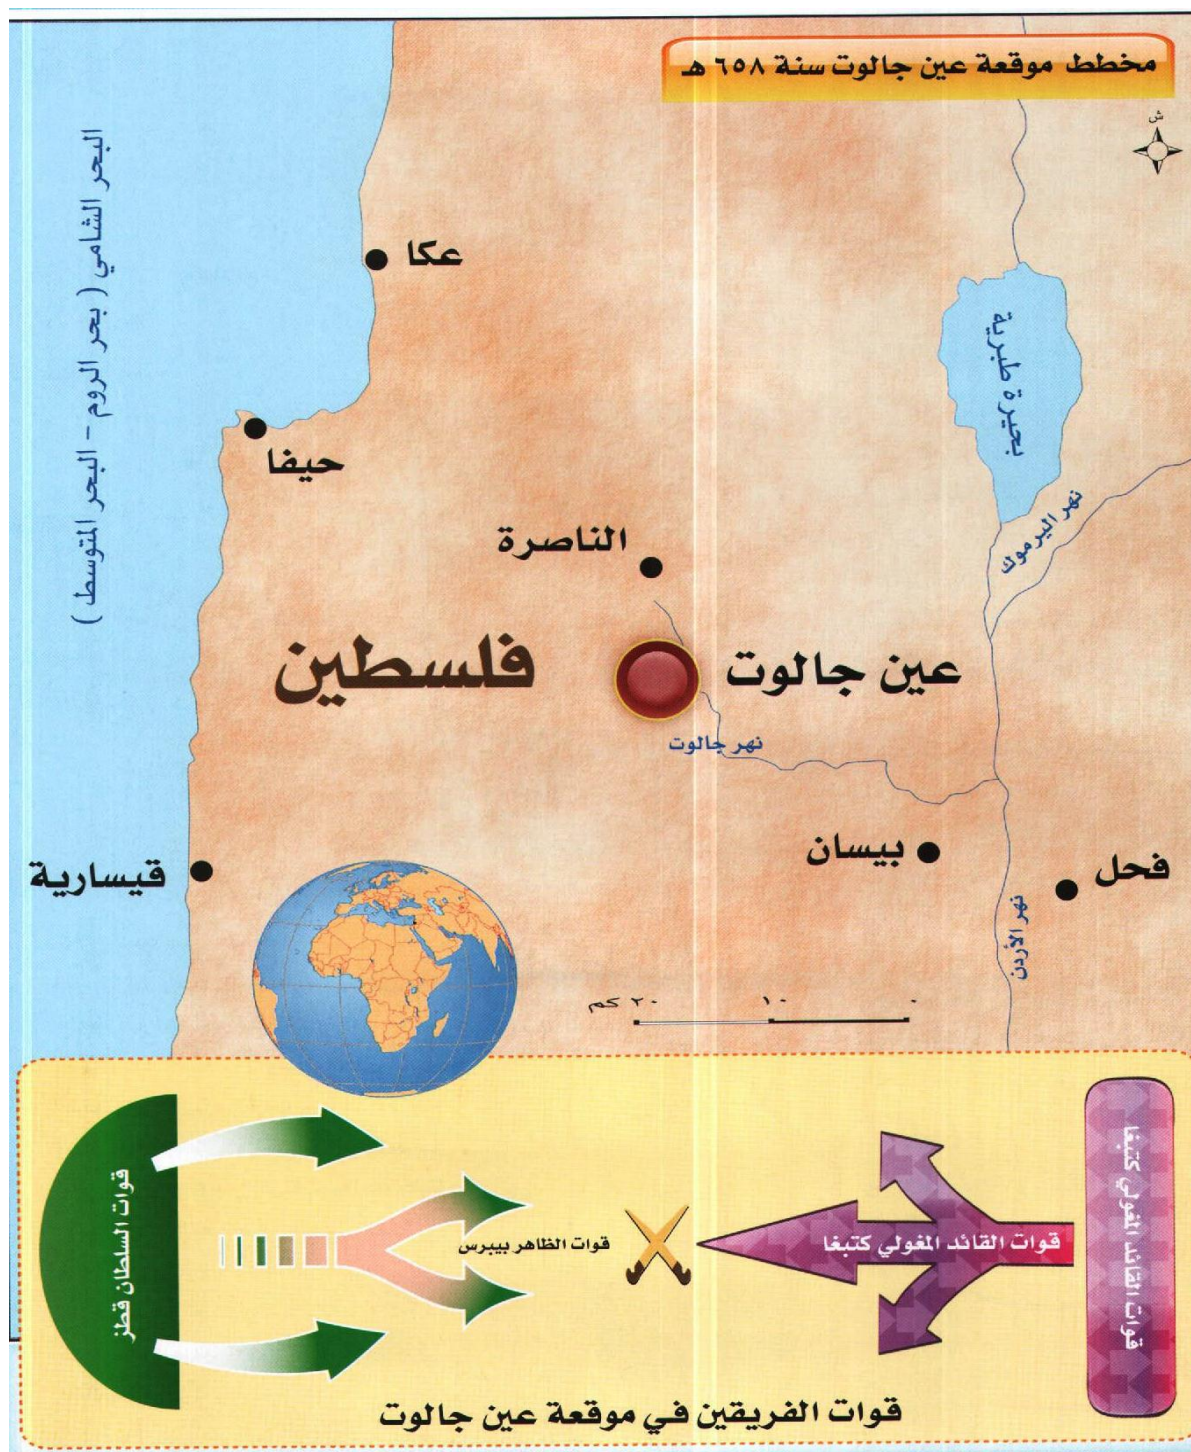 مخطط موقعة عين جالوت سنة ٦٥٨ هـ
ش
البحر الشامي ( بحر الروم - البحر المتوسط )
عكا
بحيرة طبرية
حيفا
نهر اليرموك
الناصرة
فلسطين
عين جالوت
نهر جالوت
بيسان
فحل
قيسارية
نهر الأردن
٠ ١٠ ٢٠ كم
قوات القائد المغولي كتبغا
قوات القائد المغولي كتبغا
قوات الظاهر بيبرس
قوات السلطان قطز
قوات الفريقين في موقعة عين جالوت